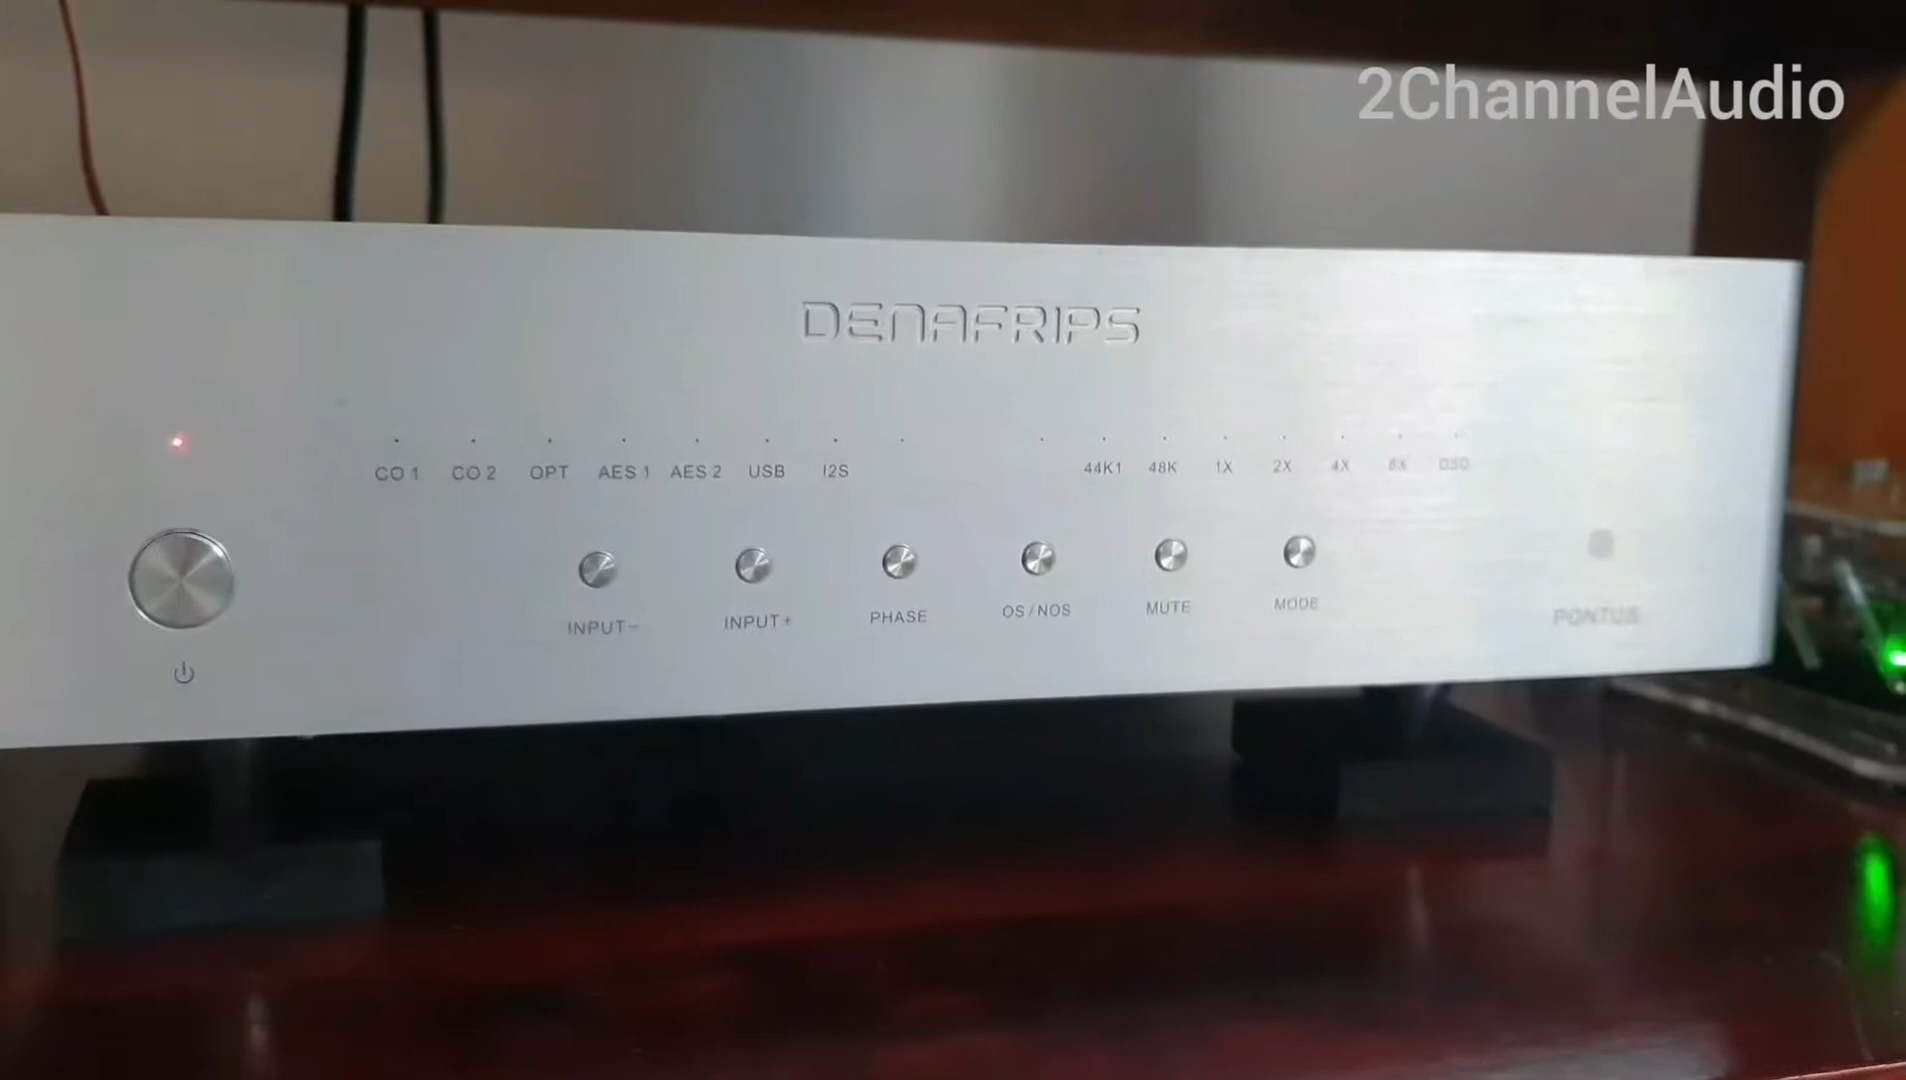 2ChannelAudio
DENAFRIPS
CO 1 CO 2 OPT AES 1 AES 2 USB I2S 44K1 48K 1X 2X 4X 8X DSD
INPUT− INPUT+ PHASE OS/NOS MUTE MODE
PONTUS